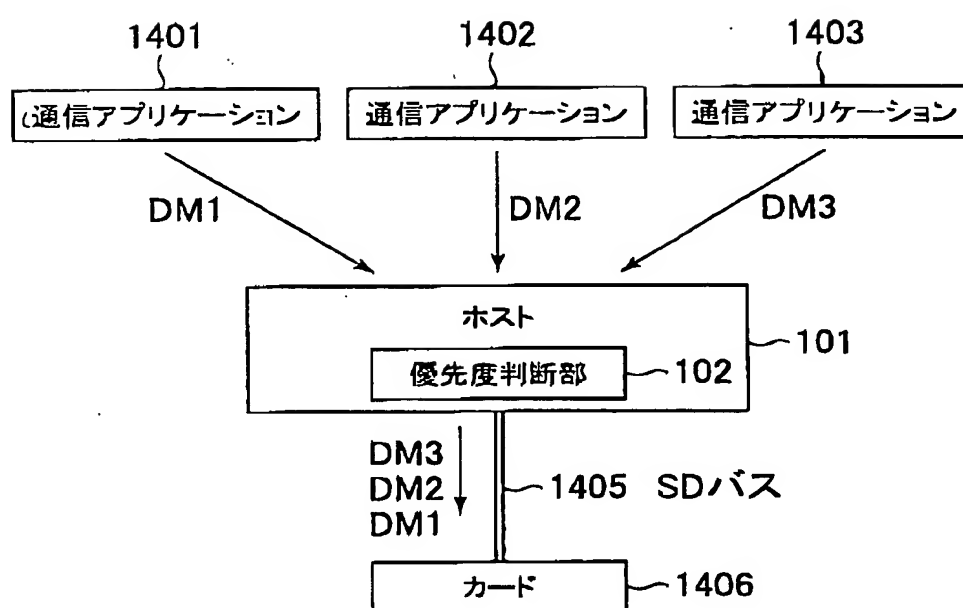 1401 1402 1403
通信アプリケーション 通信アプリケーション 通信アプリケーション
DM1 DM2 DM3
ホスト
101
優先度判断部 102
DM3
DM2
DM1
1405 SDバス
カード 1406